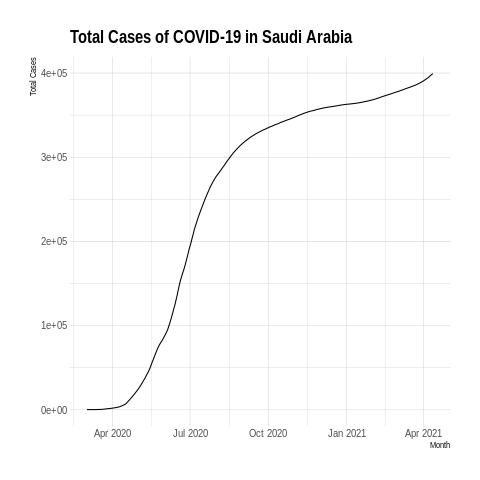 Total Cases of COVID-19 in Saudi Arabia
Total Cases
4e+05
3e+05
2e+05
1e+05
0e+00
Apr 2020 Jul 2020 Oct 2020 Jan 2021 Apr 2021
Month